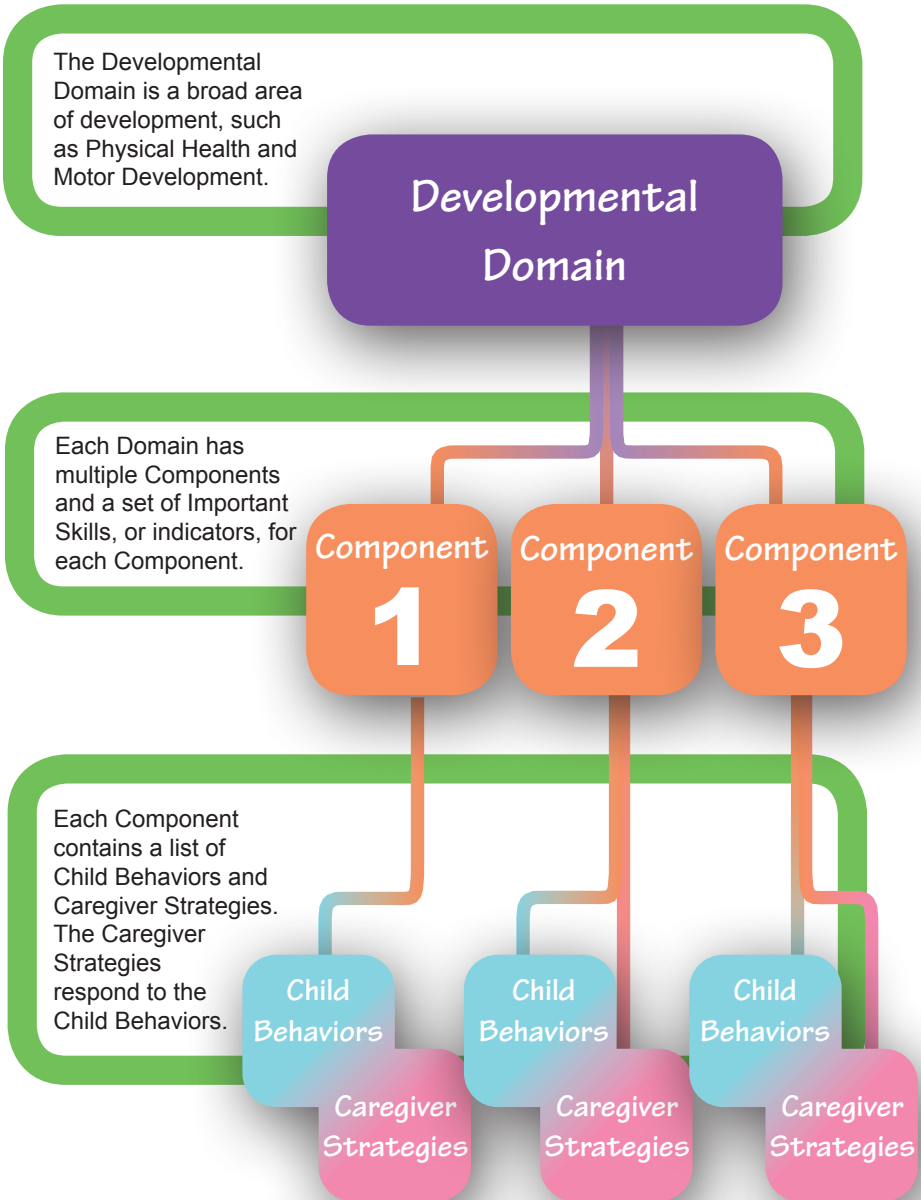 The Developmental
Domain is a broad area
of development, such
as Physical Health and
Motor Development.
Developmental
Domain
Each Domain has
multiple Components
and a set of Important
Skills, or indicators, for
each Component.
Component
1
Component
2
Component
3
Each Component
contains a list of
Child Behaviors and
Caregiver Strategies.
The Caregiver
Strategies
respond to the
Child Behaviors.
Child
Behaviors
Caregiver
Strategies
Child
Behaviors
Caregiver
Strategies
Child
Behaviors
Caregiver
Strategies